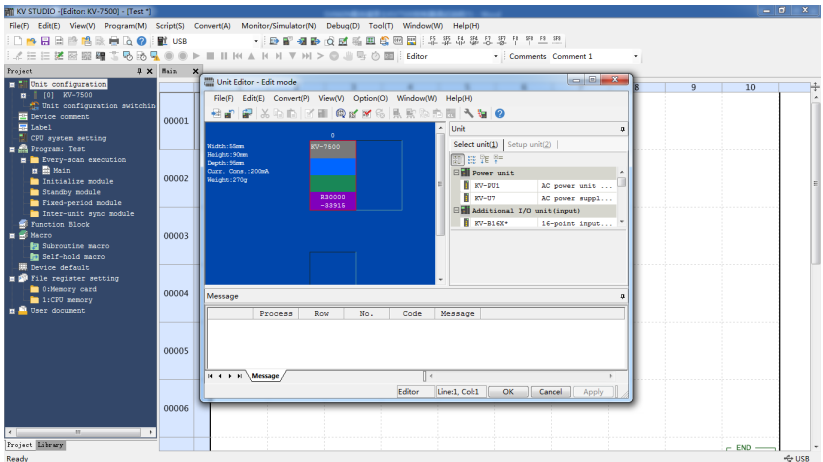 KV STUDIO -[Editor: KV-7500] - [Test *]
File(F) Edit(E) View(V) Program(M) Script(S) Convert(A) Monitor/Simulator(N) Debug(D) Tool(T) Window(W) Help(H)
USB
Editor Comments Comment 1
Project
Main
Unit configuration
[0] KV-7500
Unit configuration switchin
Device comment
Label
CPU system setting
Program: Test
Every-scan execution
Main
Initialize module
Standby module
Fixed-period module
Inter-unit sync module
Function Block
Macro
Subroutine macro
Self-hold macro
Device default
File register setting
0:Memory card
1:CPU memory
User document
Project Library
Ready
8 9 10
00001
00002
00003
00004
00005
00006
END
USB
Unit Editor - Edit mode
File(F) Edit(E) Convert(P) View(V) Option(O) Window(W) Help(H)
0
Width:55mm
Height:90mm
Depth:95mm
Curr. Cons.:200mA
Weight:270g
KV-7500
R30000
-33915
Unit
Select unit(1) Setup unit(2)
Power unit
KV-PU1 AC power unit ...
KV-U7 AC power suppl...
Additional I/O unit(input)
KV-B16X* 16-point input...
Message
Process Row No. Code Message
Message
Editor Line:1, Col:1 OK Cancel Apply